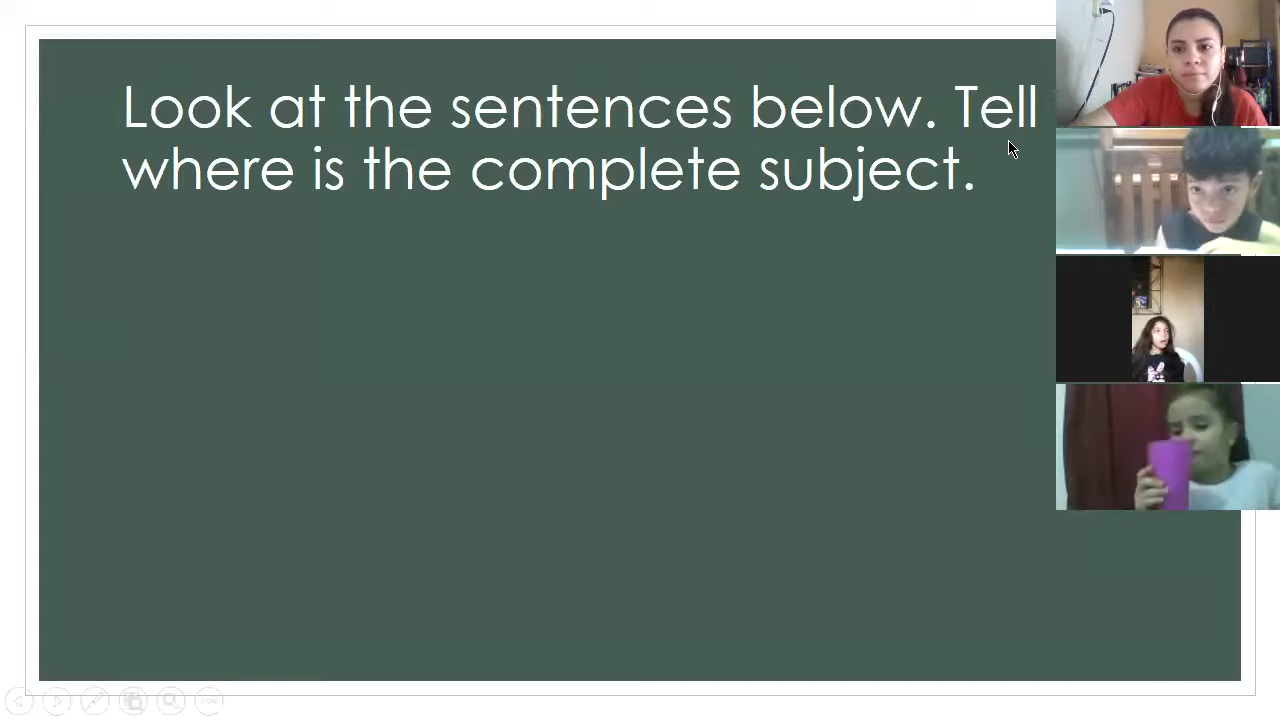 Look at the sentences below. Tell
where is the complete subject.